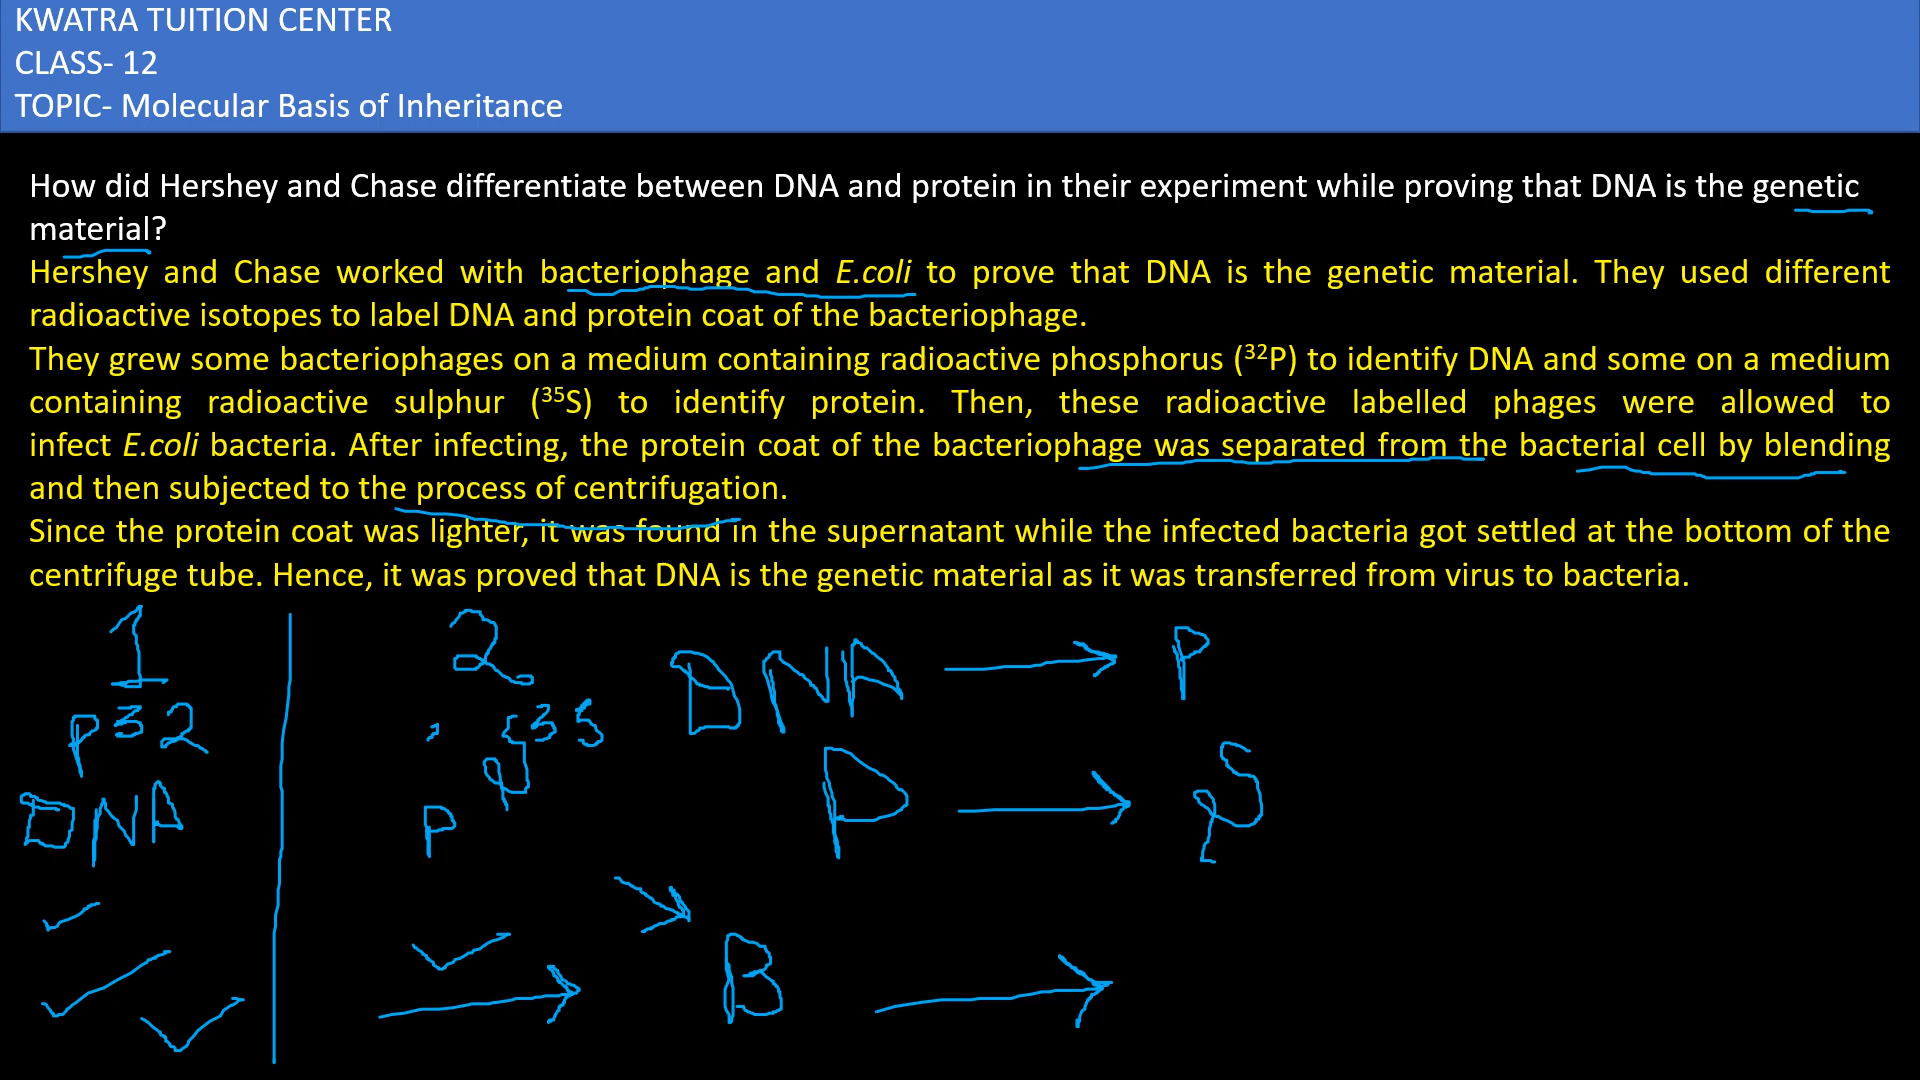 KWATRA TUITION CENTER
CLASS- 12
TOPIC- Molecular Basis of Inheritance
How did Hershey and Chase differentiate between DNA and protein in their experiment while proving that DNA is the genetic
material?
Hershey and Chase worked with bacteriophage and E.coli to prove that DNA is the genetic material. They used different
radioactive isotopes to label DNA and protein coat of the bacteriophage.
They grew some bacteriophages on a medium containing radioactive phosphorus (³²P) to identify DNA and some on a medium
containing radioactive sulphur (³⁵S) to identify protein. Then, these radioactive labelled phages were allowed to
infect E.coli bacteria. After infecting, the protein coat of the bacteriophage was separated from the bacterial cell by blending
and then subjected to the process of centrifugation.
Since the protein coat was lighter, it was found in the supernatant while the infected bacteria got settled at the bottom of the
centrifuge tube. Hence, it was proved that DNA is the genetic material as it was transferred from virus to bacteria.
1 2 DNA → P
P³² S³⁵
DNA P P → S
→ B →